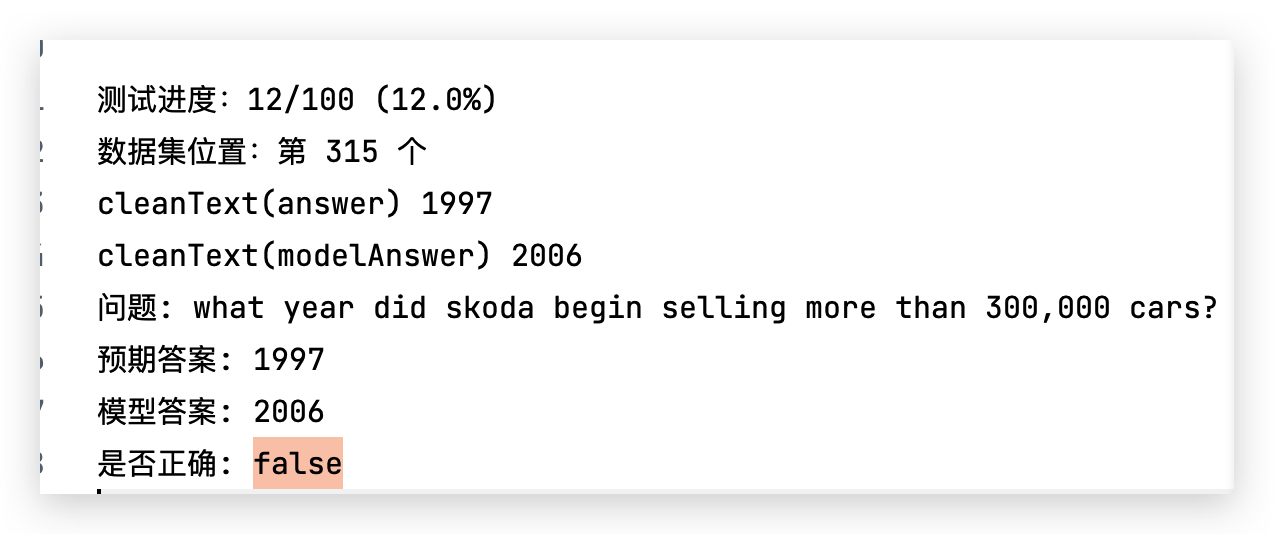 测试进度：12/100 (12.0%)
数据集位置：第 315 个
cleanText(answer) 1997
cleanText(modelAnswer) 2006
问题: what year did skoda begin selling more than 300,000 cars?
预期答案: 1997
模型答案: 2006
是否正确: false